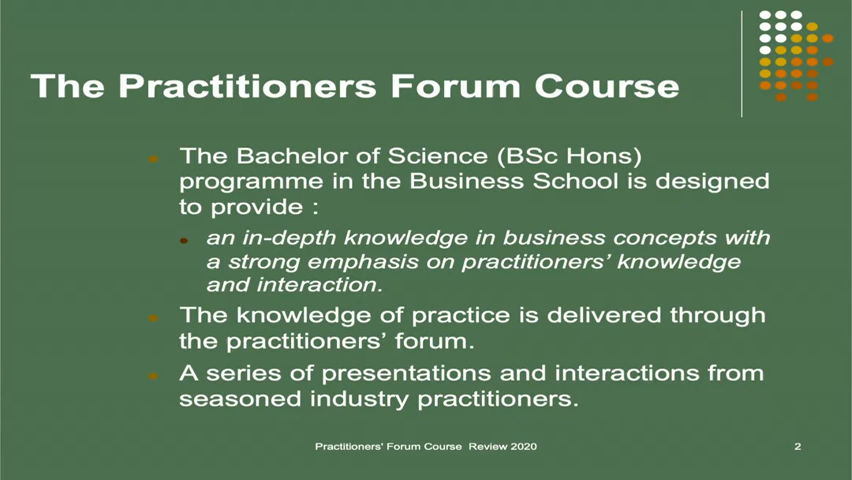 The Practitioners Forum Course
The Bachelor of Science (BSc Hons)
programme in the Business School is designed
to provide :
an in-depth knowledge in business concepts with
a strong emphasis on practitioners' knowledge
and interaction.
The knowledge of practice is delivered through
the practitioners' forum.
A series of presentations and interactions from
seasoned industry practitioners.
Practitioners' Forum Course Review 2020
2